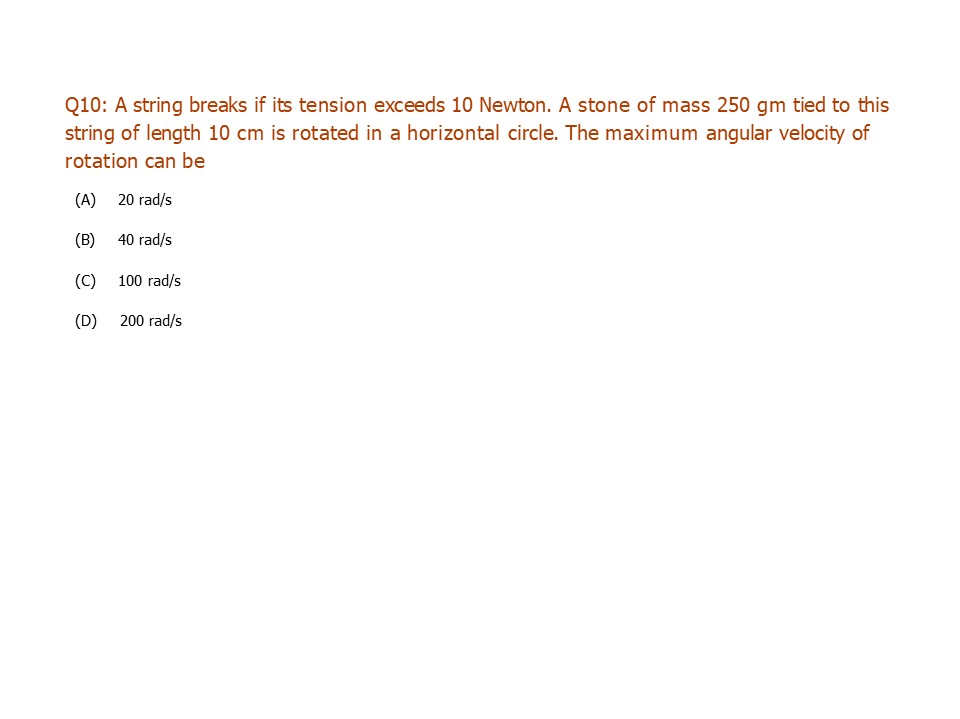 Q10: A string breaks if its tension exceeds 10 Newton. A stone of mass 250 gm tied to this
string of length 10 cm is rotated in a horizontal circle. The maximum angular velocity of
rotation can be
(A) 20 rad/s
(B) 40 rad/s
(C) 100 rad/s
(D) 200 rad/s